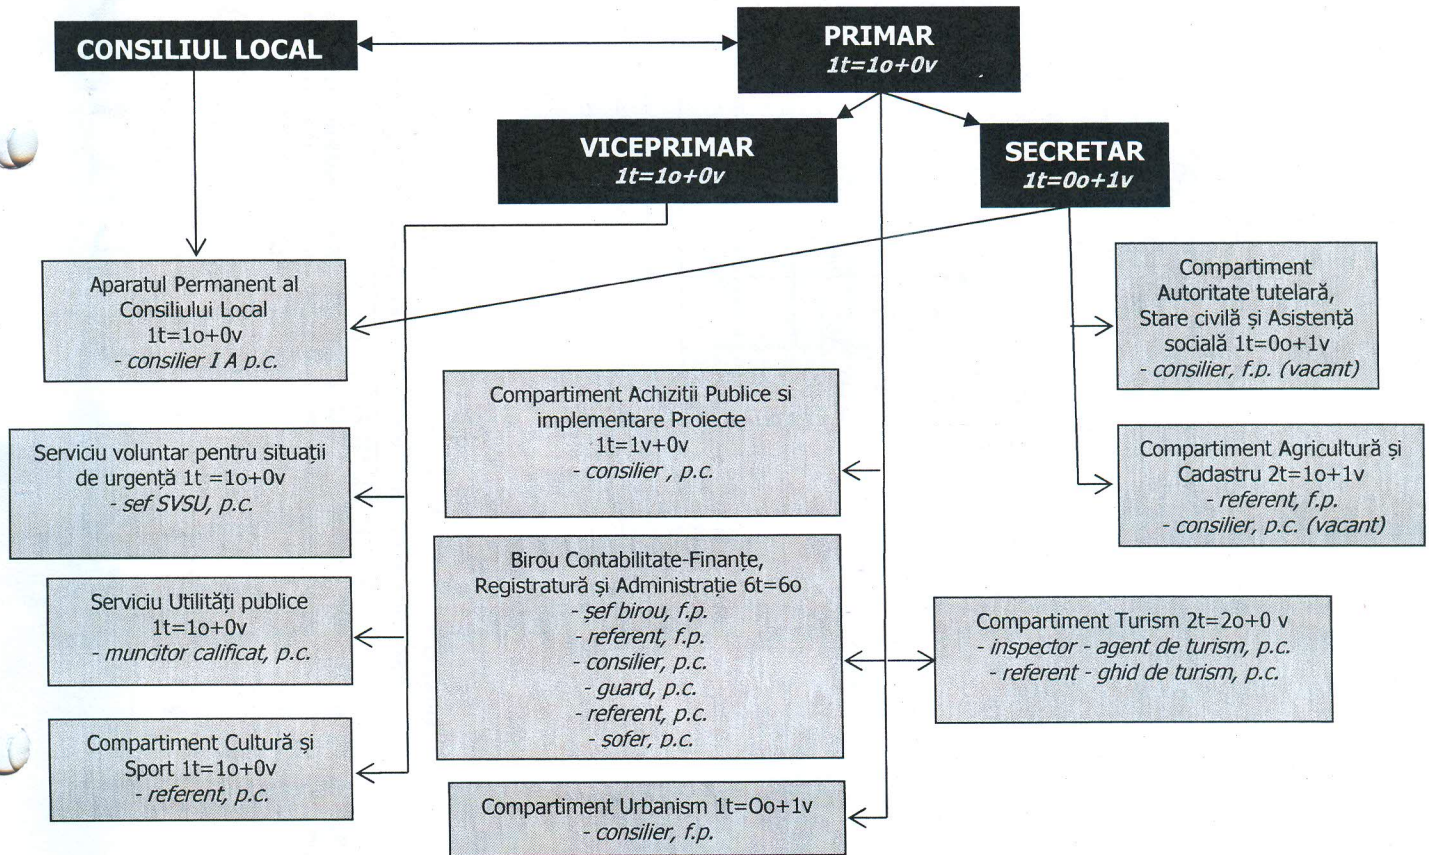 CONSILIUL LOCAL
PRIMAR
1t=1o+0v
VICEPRIMAR
1t=1o+0v
SECRETAR
1t=0o+1v
Aparatul Permanent al
Consiliului Local
1t=1o+0v
- consilier I A p.c.
Compartiment
Autoritate tutelară,
Stare civilă și Asistență
socială 1t=0o+1v
- consilier, f.p. (vacant)
Compartiment Achizitii Publice si
implementare Proiecte
1t=1v+0v
- consilier , p.c.
Serviciu voluntar pentru situații
de urgență 1t =1o+0v
- sef SVSU, p.c.
Compartiment Agricultură și
Cadastru 2t=1o+1v
- referent, f.p.
- consilier, p.c. (vacant)
Birou Contabilitate-Finanțe,
Registratură și Administrație 6t=6o
- șef birou, f.p.
- referent, f.p.
- consilier, p.c.
- guard, p.c.
- referent, p.c.
- sofer, p.c.
Serviciu Utilități publice
1t=1o+0v
- muncitor calificat, p.c.
Compartiment Turism 2t=2o+0 v
- inspector - agent de turism, p.c.
- referent - ghid de turism, p.c.
Compartiment Cultură și
Sport 1t=1o+0v
- referent, p.c.
Compartiment Urbanism 1t=Oo+1v
- consilier, f.p.